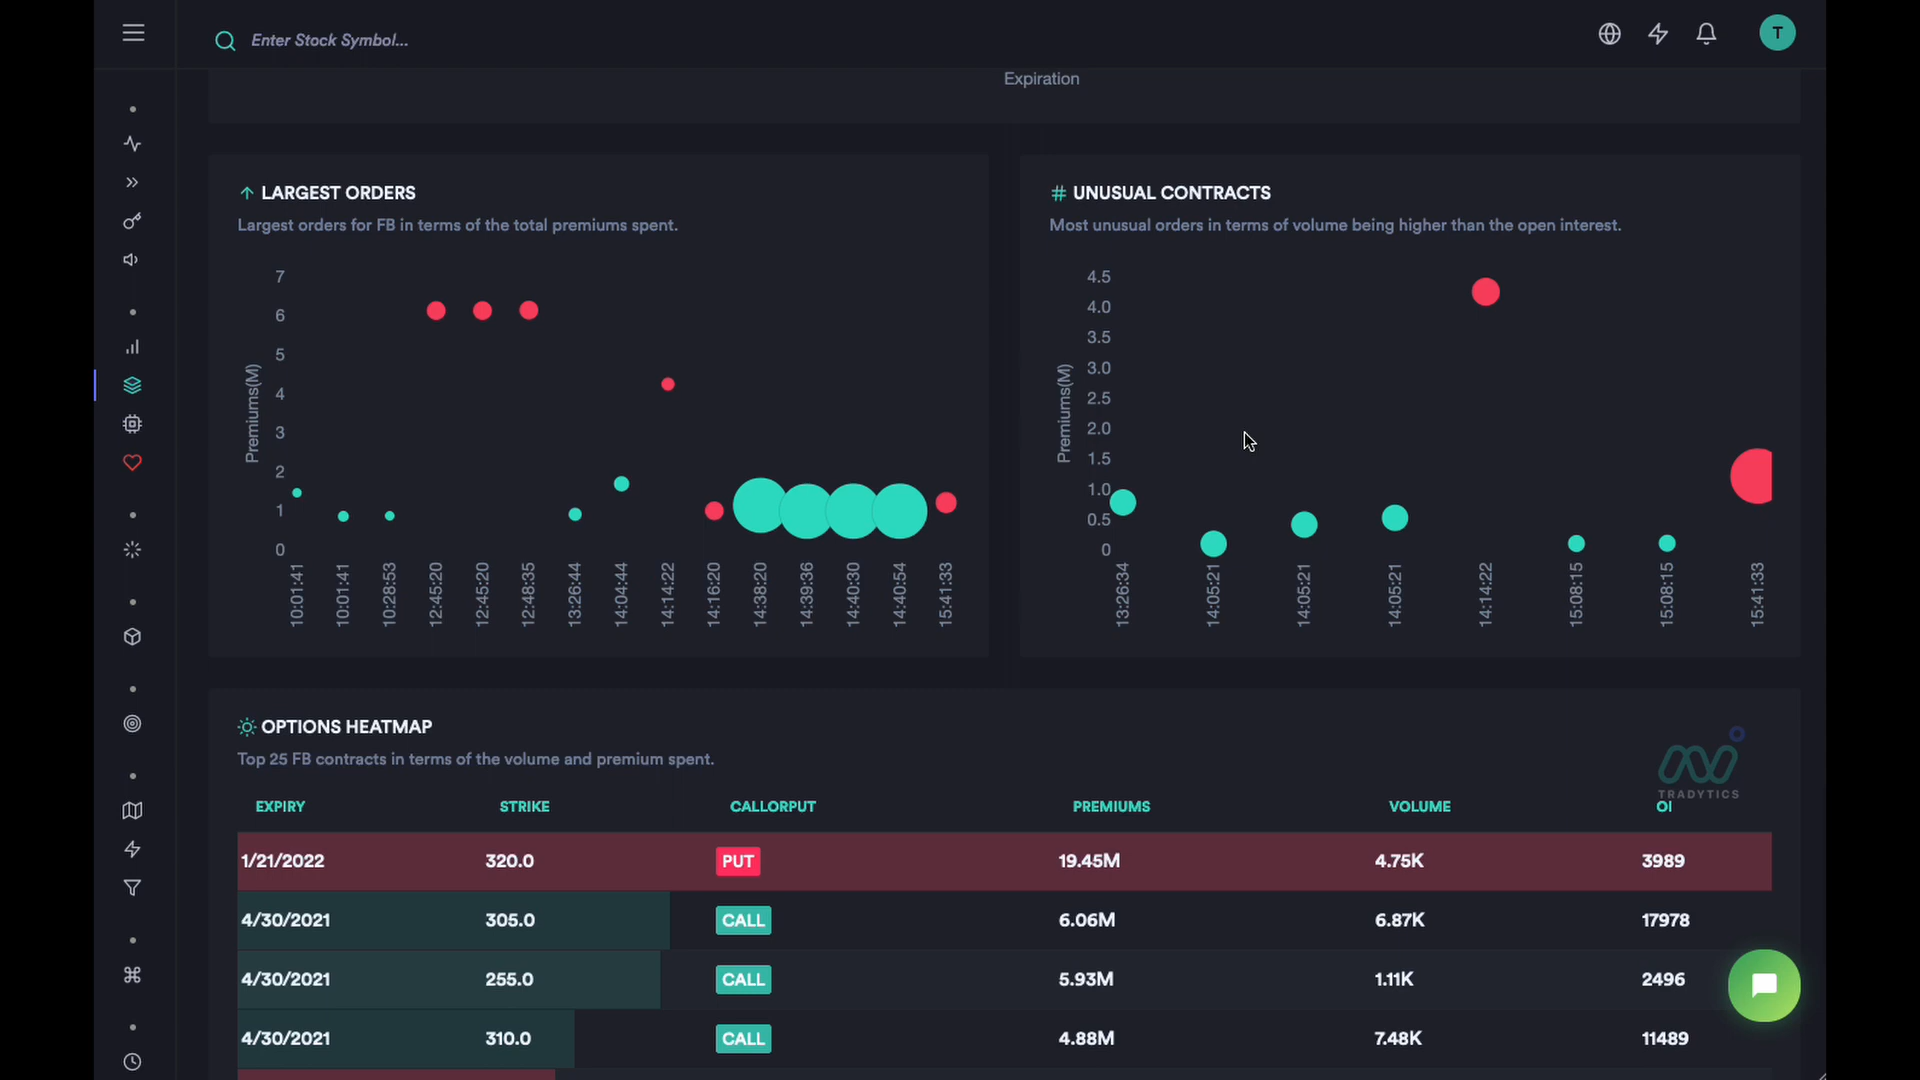 Enter Stock Symbol...
T
Expiration
LARGEST ORDERS
Largest orders for FB in terms of the total premiums spent.
Premiums(M)
7
6
5
4
3
2
1
0
10:01:41
10:01:41
10:28:53
12:45:20
12:45:20
12:48:35
13:26:44
14:04:44
14:14:22
14:16:20
14:38:20
14:39:36
14:40:30
14:40:54
15:41:33
# UNUSUAL CONTRACTS
Most unusual orders in terms of volume being higher than the open interest.
Premiums(M)
4.5
4.0
3.5
3.0
2.5
2.0
1.5
1.0
0.5
0
13:26:34
14:05:21
14:05:21
14:05:21
14:14:22
15:08:15
15:08:15
15:41:33
OPTIONS HEATMAP
Top 25 FB contracts in terms of the volume and premium spent.
TRADYTICS
EXPIRY STRIKE CALLORPUT PREMIUMS VOLUME OI
1/21/2022 320.0 PUT 19.45M 4.75K 3989
4/30/2021 305.0 CALL 6.06M 6.87K 17978
4/30/2021 255.0 CALL 5.93M 1.11K 2496
4/30/2021 310.0 CALL 4.88M 7.48K 11489